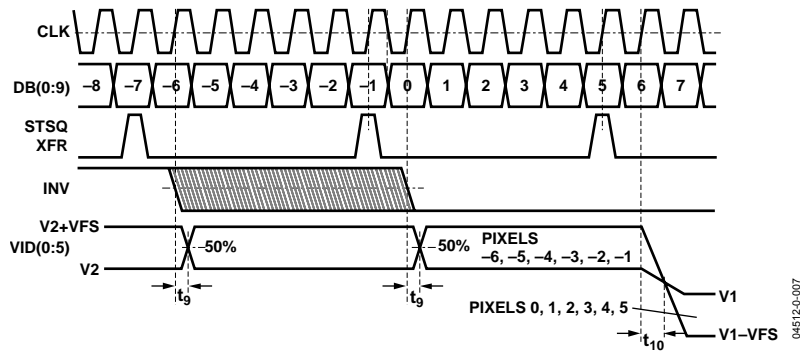 CLK
DB(0:9) –8 –7 –6 –5 –4 –3 –2 –1 0 1 2 3 4 5 6 7
STSQ
XFR
INV
V2+VFS
VID(0:5)
V2
50%
50%
PIXELS
–6, –5, –4, –3, –2, –1
t9
t9
V1
PIXELS 0, 1, 2, 3, 4, 5
t10
V1–VFS
04512-0-007